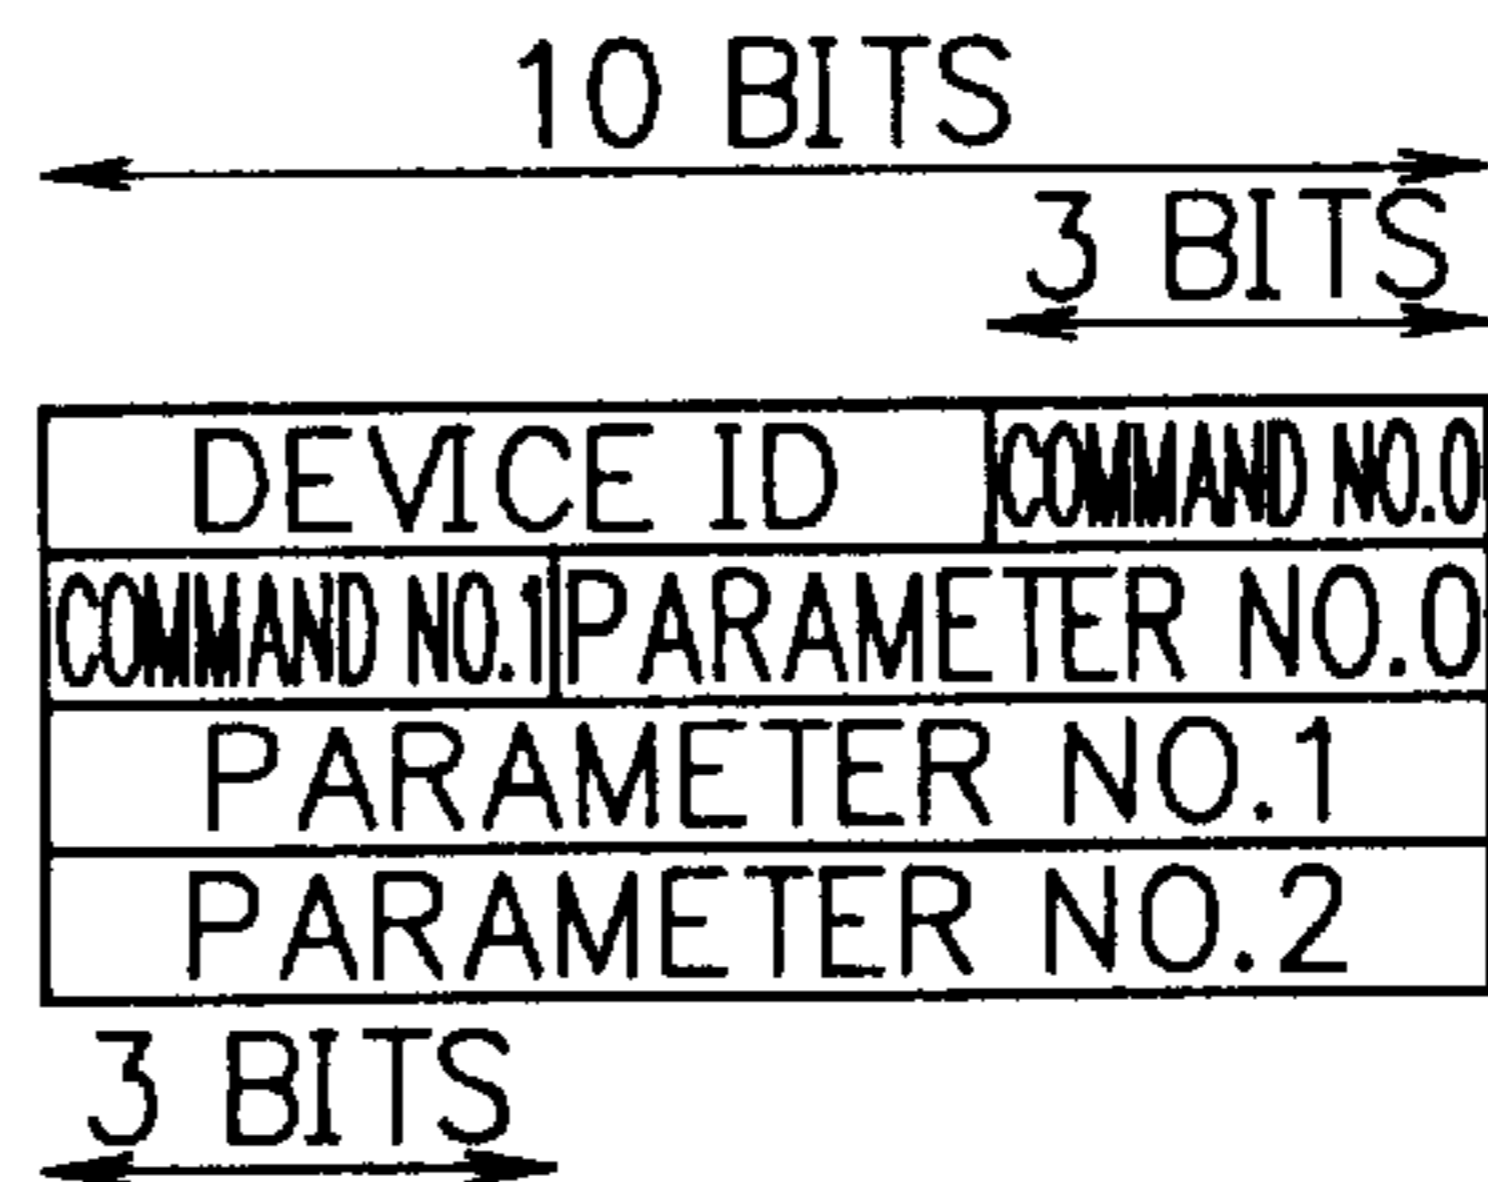 10 BITS
3 BITS
DEVICE ID COMMAND NO.0
COMMAND NO.1 PARAMETER NO.0
PARAMETER NO.1
PARAMETER NO.2
3 BITS